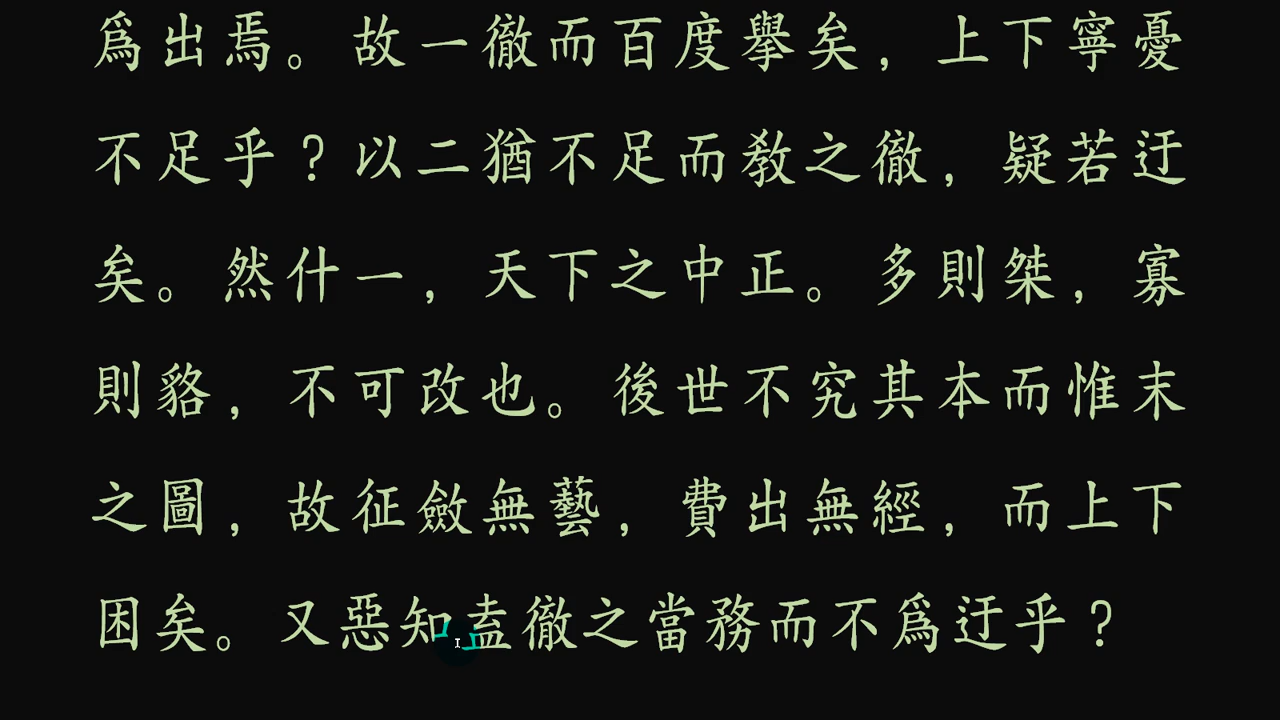 爲出焉。故一徹而百度擧矣，上下寧憂
不足乎？以二猶不足而敎之徹，疑若迂
矣。然什一，天下之中正。多則桀，寡
則貉，不可改也。後世不究其本而惟末
之圖，故征斂無藝，費出無經，而上下
困矣。又惡知盍徹之當務而不爲迂乎？